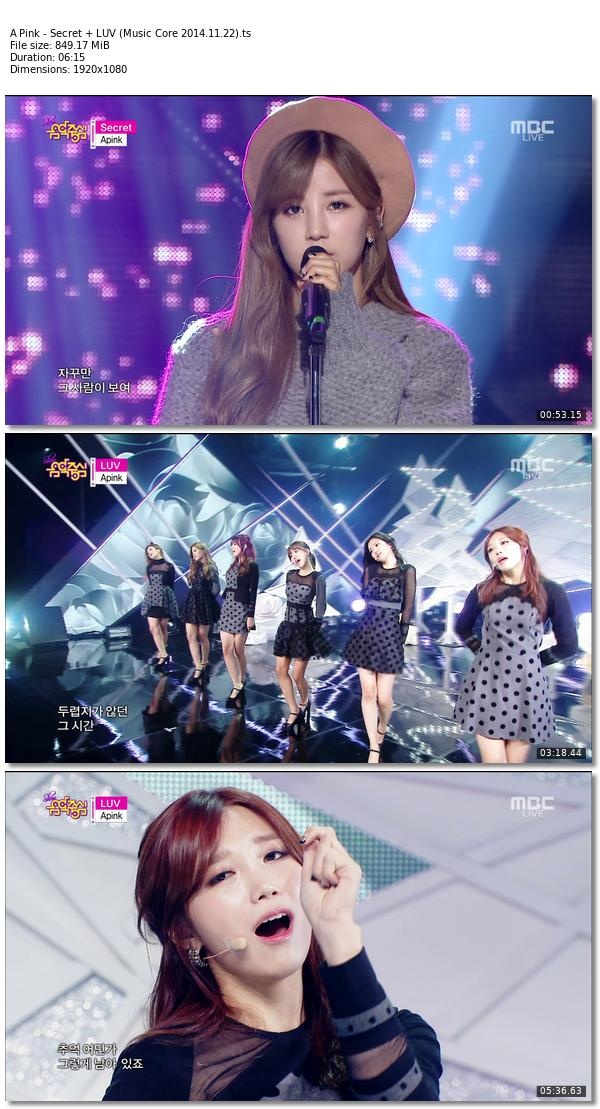 A Pink - Secret + LUV (Music Core 2014.11.22).ts
File size: 849.17 MiB
Duration: 06:15
Dimensions: 1920x1080
Show
음악중심
Secret
Apink
MBC
LIVE
자꾸만
그 사람이 보여
00:53.15
Show
음악중심
LUV
Apink
MBC
LIVE
두렵지가 않던
그 시간
03:18.44
Show
음악중심
LUV
Apink
MBC
LIVE
추억 어딘가
그렇게 남아 있죠
05:36.63